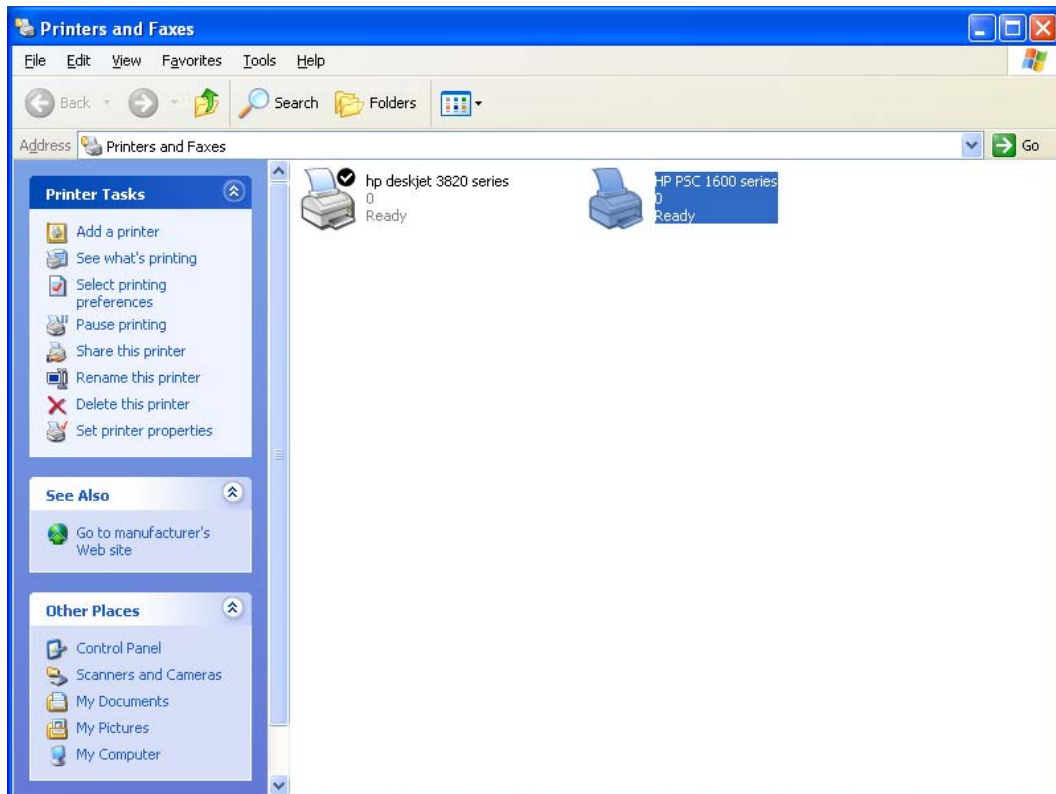 Printers and Faxes
File Edit View Favorites Tools Help
Back Search Folders
Address Printers and Faxes Go
Printer Tasks
Add a printer
See what's printing
Select printing
preferences
Pause printing
Share this printer
Rename this printer
Delete this printer
Set printer properties
See Also
Go to manufacturer's
Web site
Other Places
Control Panel
Scanners and Cameras
My Documents
My Pictures
My Computer
hp deskjet 3820 series
0
Ready
HP PSC 1600 series
0
Ready